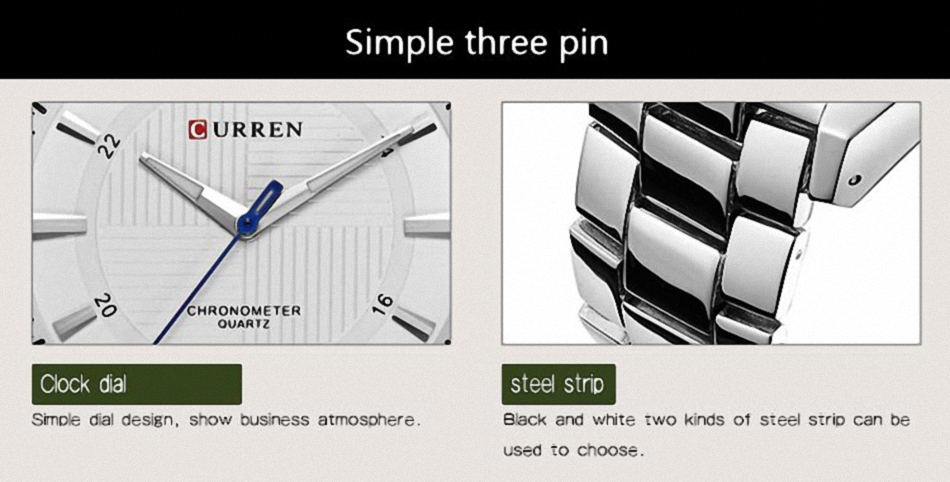 Simple three pin
CURREN
22
20
16
CHRONOMETER
QUARTZ
Clock dial
Simple dial design, show business atmosphere.
steel strip
Black and white two kinds of steel strip can be
used to choose.